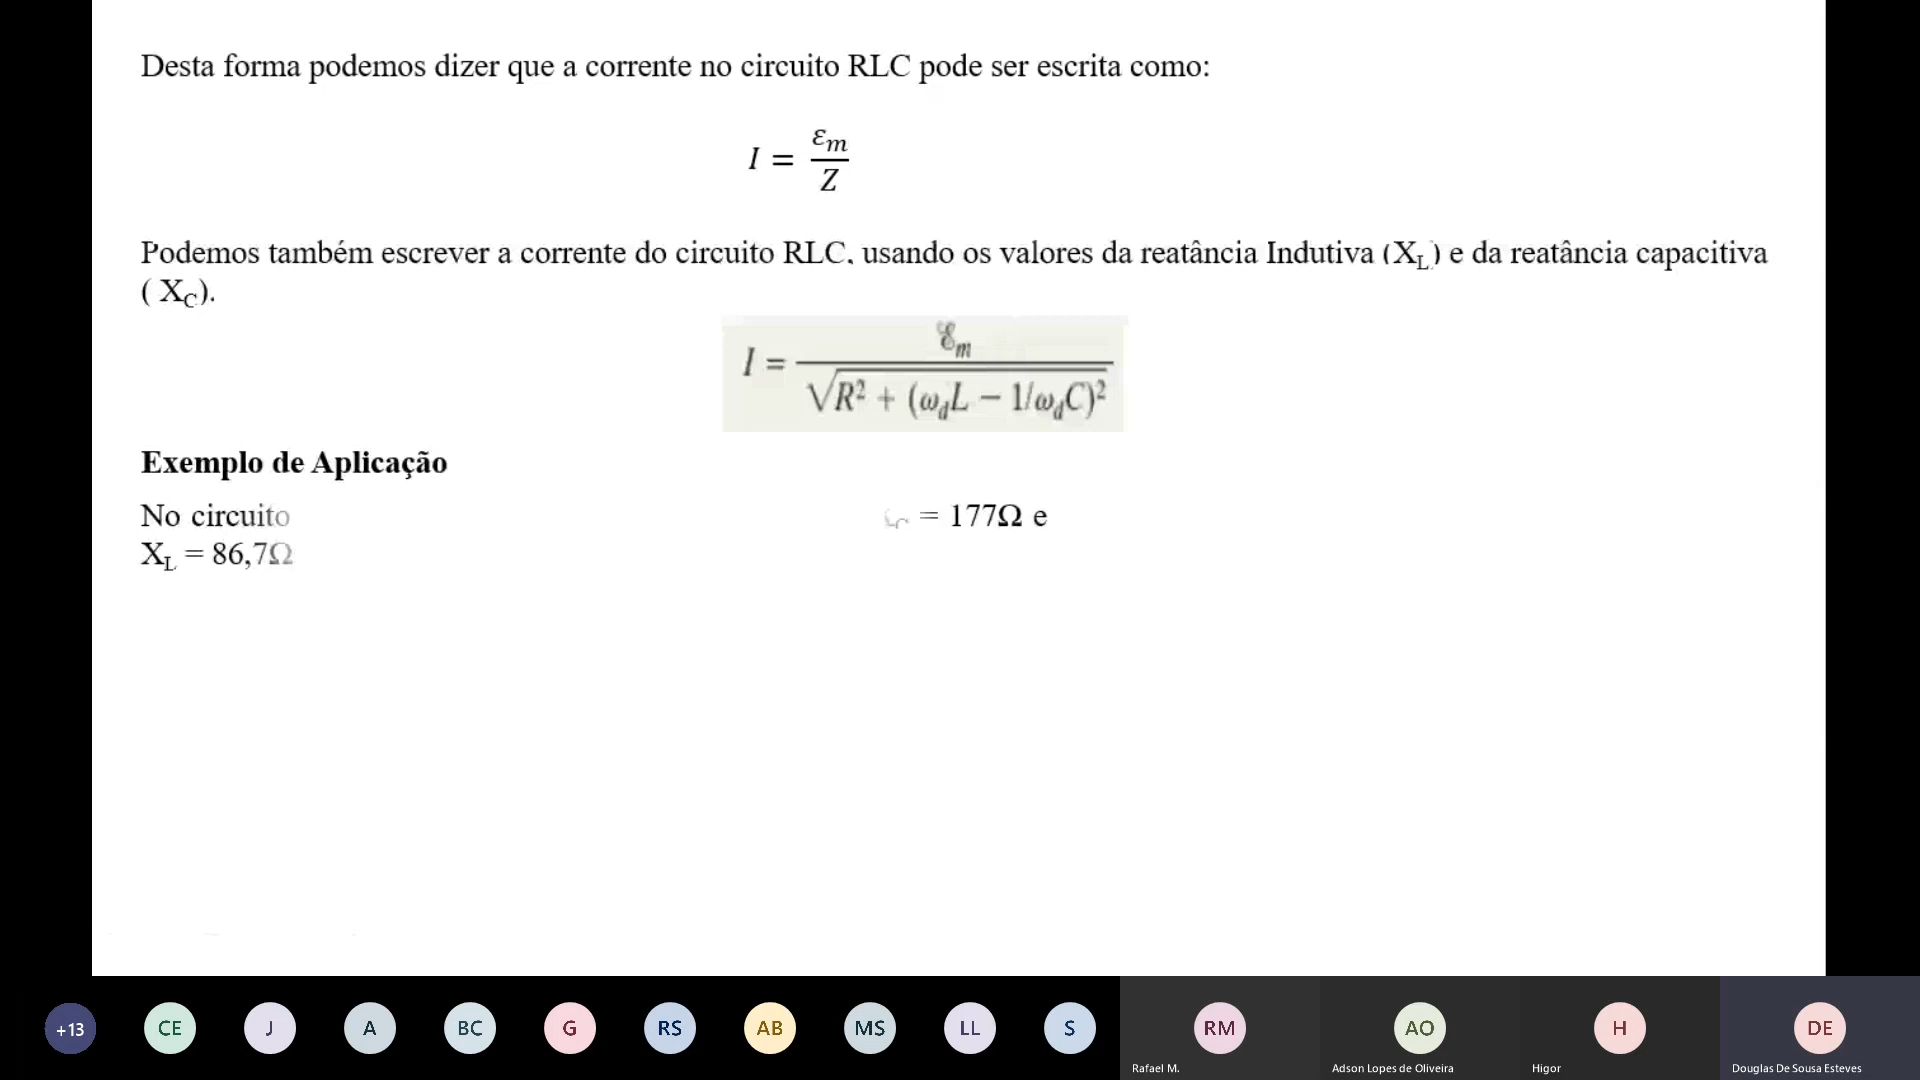 Desta forma podemos dizer que a corrente no circuito RLC pode ser escrita como:
I = εm / Z
Podemos também escrever a corrente do circuito RLC, usando os valores da reatância Indutiva (XL) e da reatância capacitiva
( XC).
I = ℰm / √R² + (ωdL − 1/ωdC)²
Exemplo de Aplicação
No circuito = 177Ω e
XL = 86,7Ω
+13 CE J A BC G RS AB MS LL S RM AO H DE
Rafael M. Adson Lopes de Oliveira Higor Douglas De Sousa Esteves